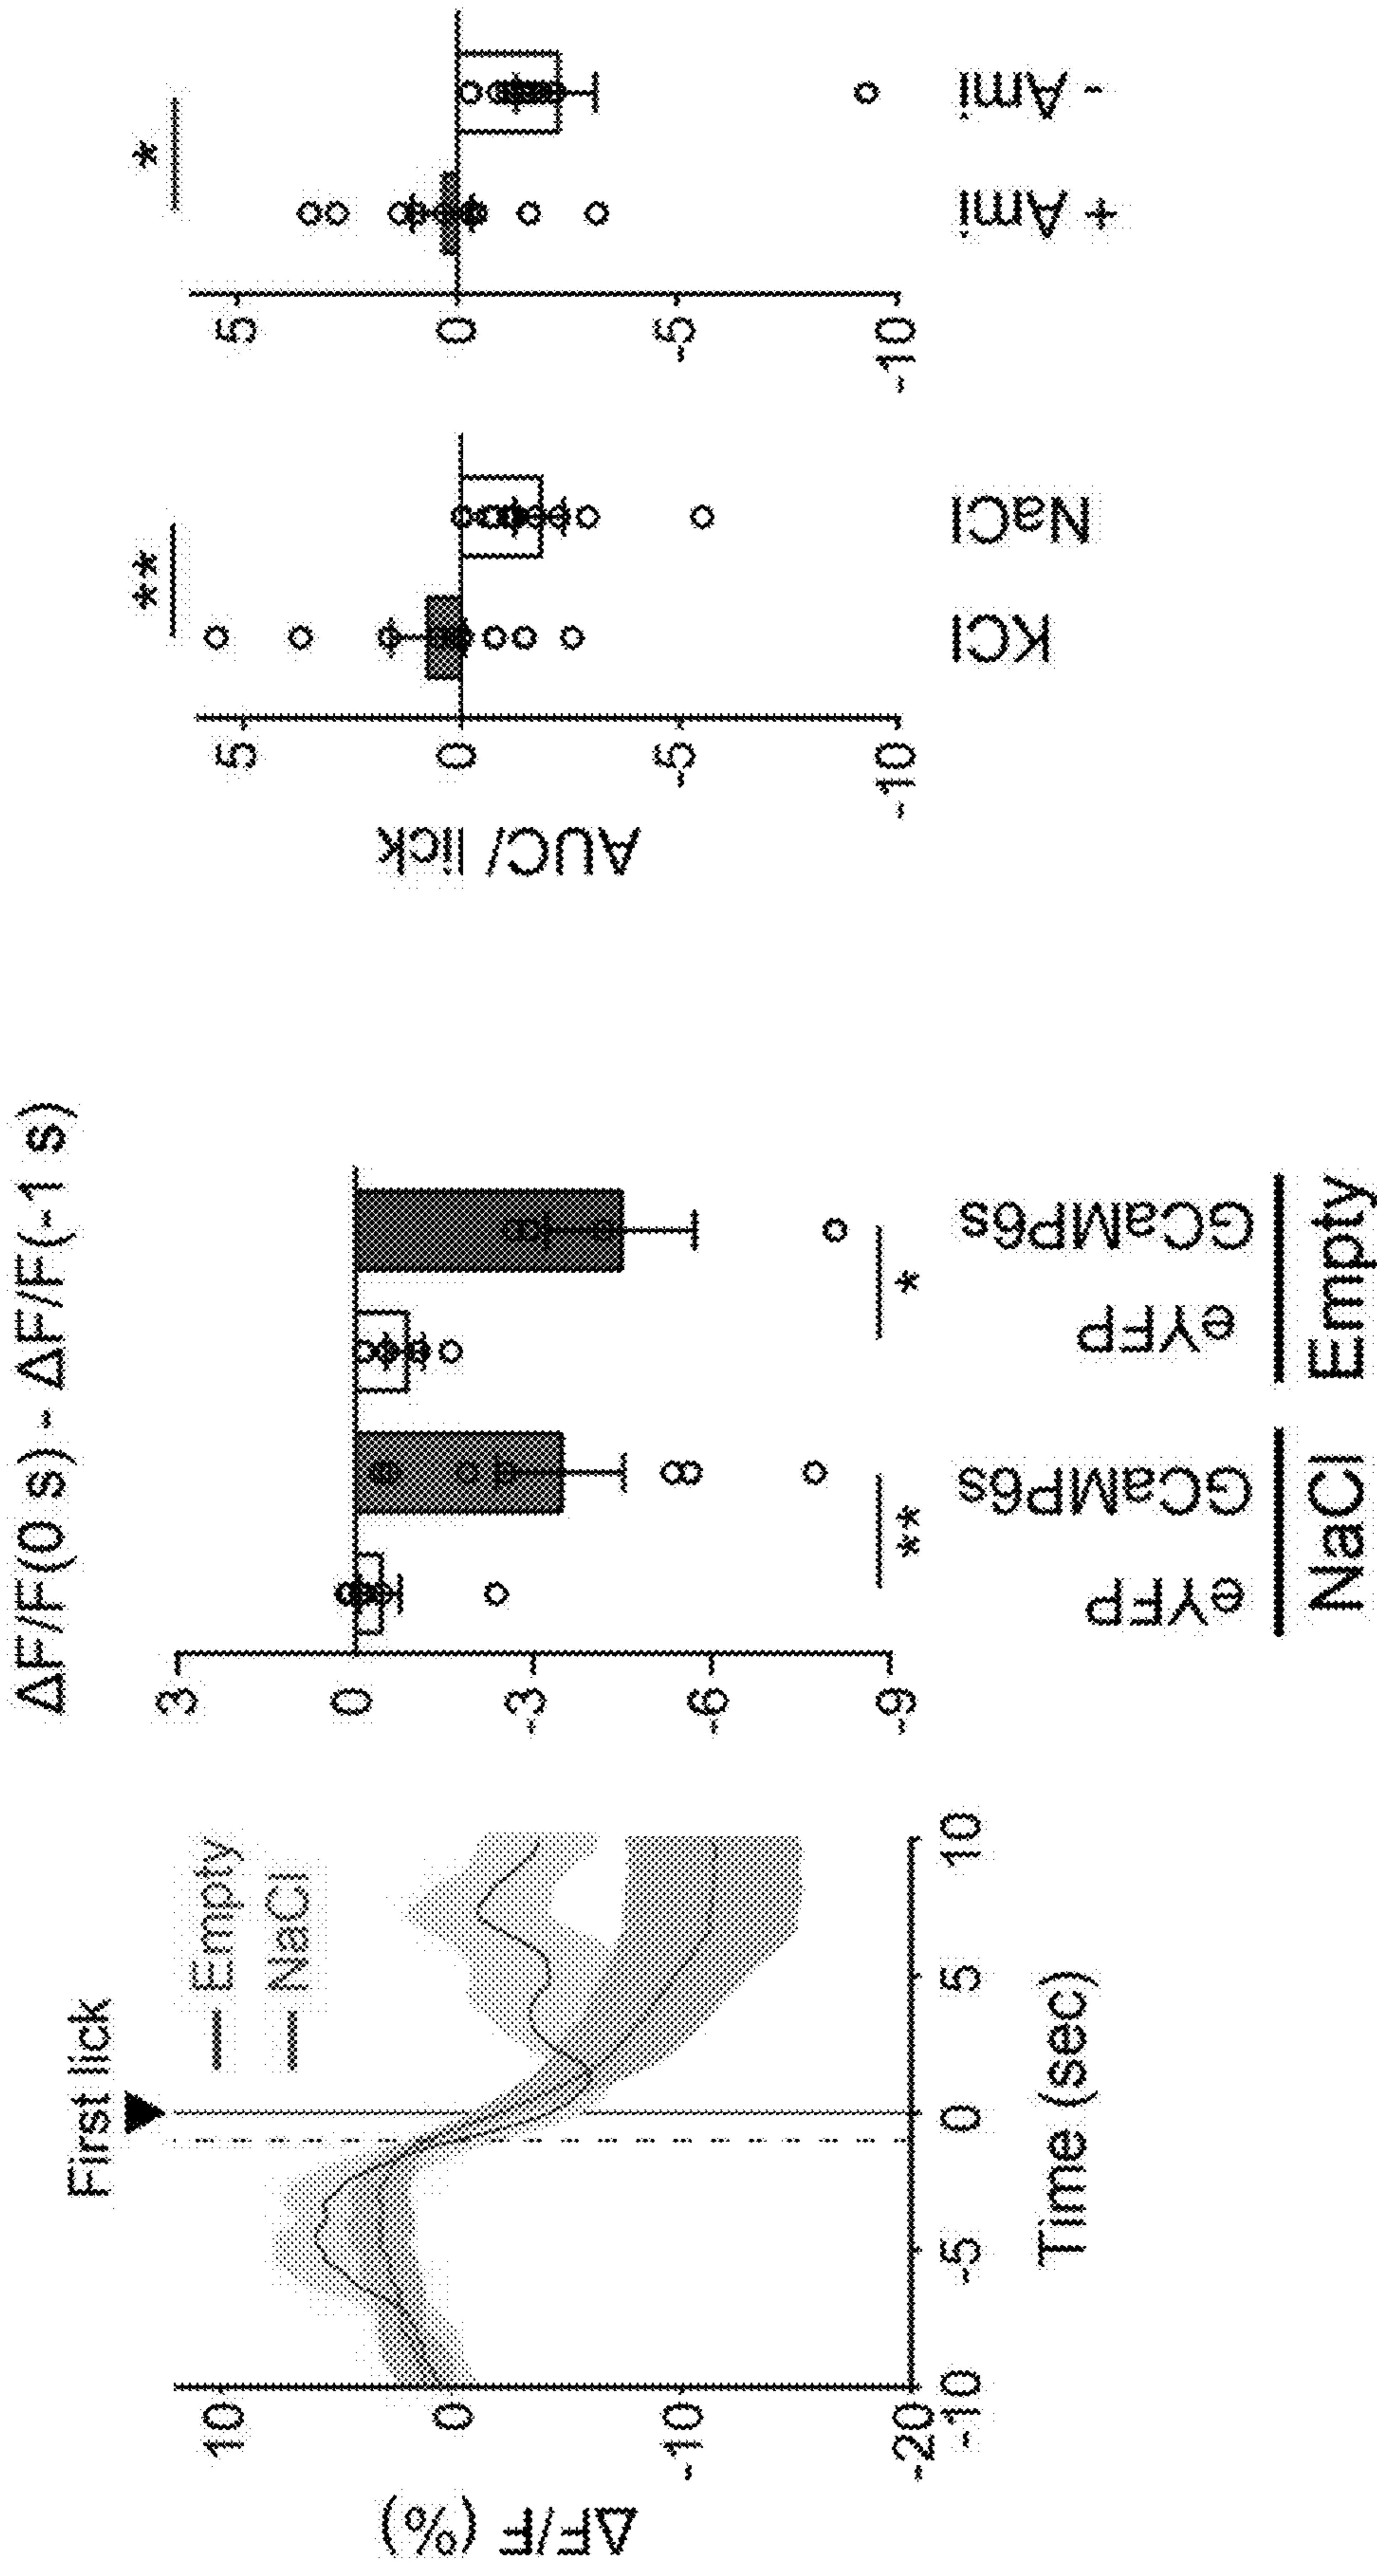 First lick
Empty
NaCl
ΔF/F (%)
10
0
-10
-20
-10
-5
0
5
10
Time (sec)
ΔF/F(0 s) - ΔF/F(-1 s)
3
0
-3
-6
-9
**
*
eYFP
GCaMP6s
eYFP
GCaMP6s
NaCl
Empty
AUC/ lick
5
0
-5
-10
**
KCl
NaCl
5
0
-5
-10
*
+ Ami
- Ami